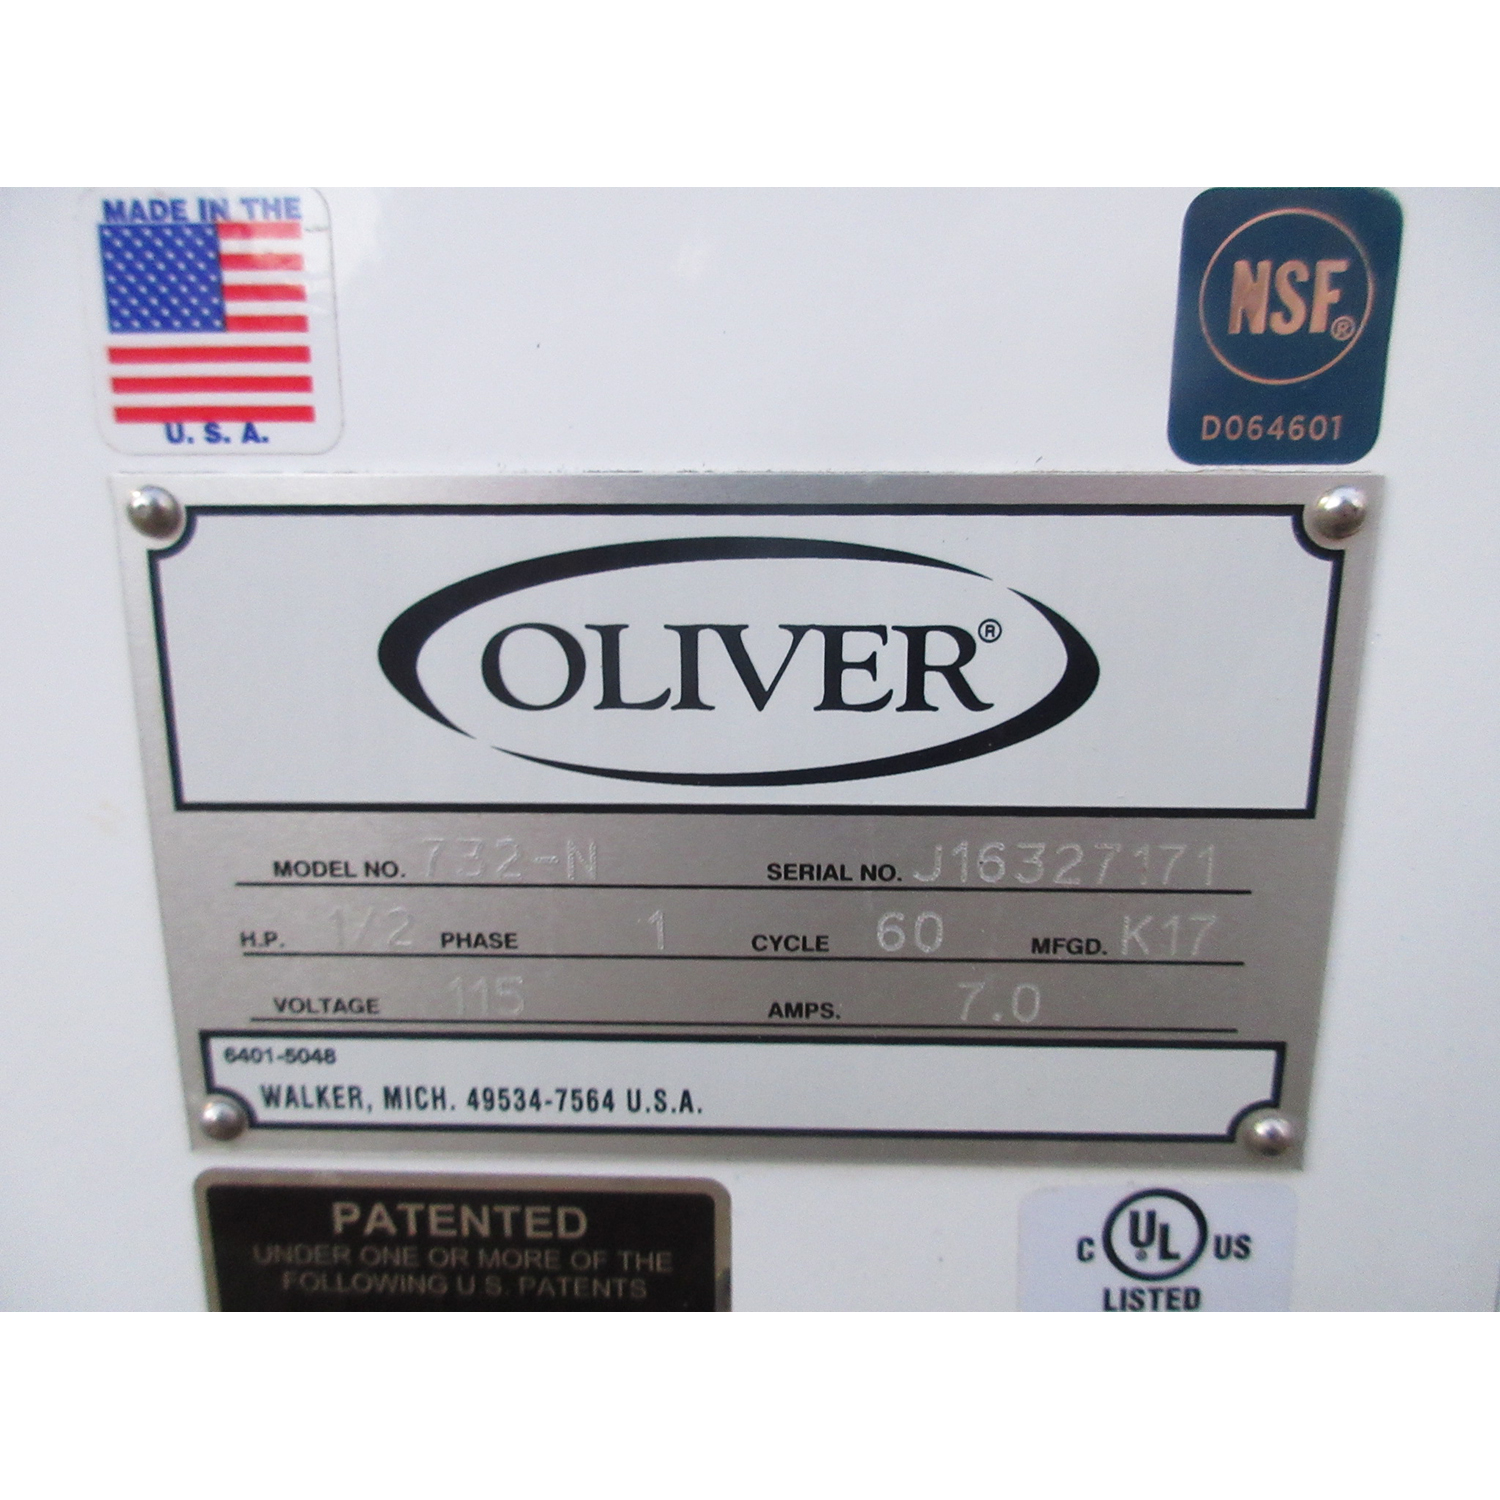 MADE IN THE
U. S. A.
NSF®
D064601
OLIVER®
MODEL NO. 732-N SERIAL NO. J16327171
H.P. 1/2 PHASE 1 CYCLE 60 MFGD. K17
VOLTAGE 115 AMPS. 7.0
6401-5048
WALKER, MICH. 49534-7564 U.S.A.
PATENTED
UNDER ONE OR MORE OF THE
FOLLOWING U.S. PATENTS
C UL® US
LISTED